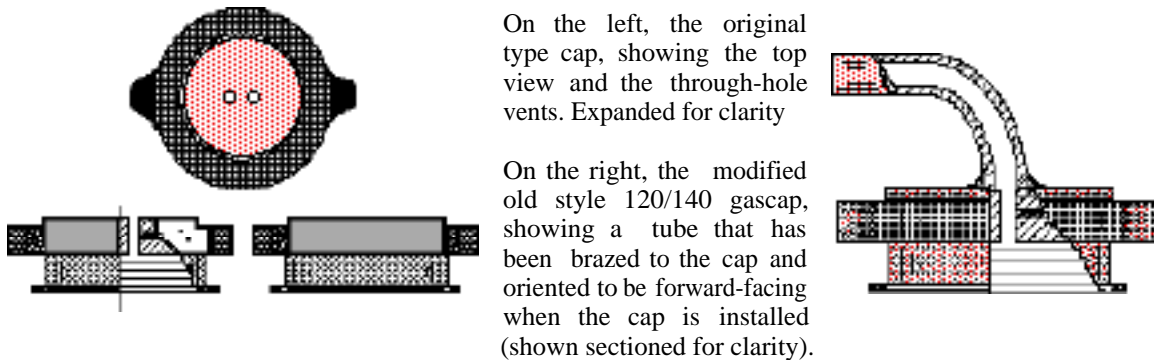 On the left, the original
type cap, showing the top
view and the through-hole
vents. Expanded for clarity
On the right, the modified
old style 120/140 gascap,
showing a tube that has
been brazed to the cap and
oriented to be forward-facing
when the cap is installed
(shown sectioned for clarity).